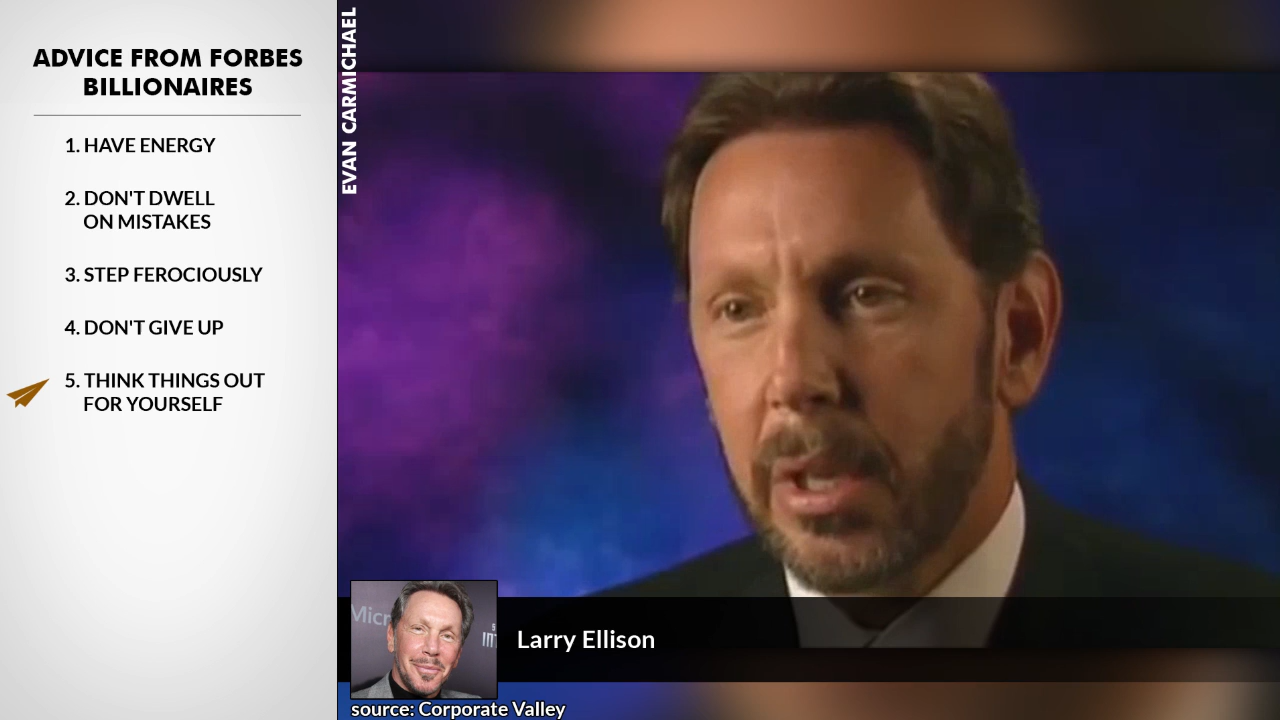 ADVICE FROM FORBES
BILLIONAIRES
1. HAVE ENERGY
2. DON'T DWELL
ON MISTAKES
3. STEP FEROCIOUSLY
4. DON'T GIVE UP
5. THINK THINGS OUT
FOR YOURSELF
EVAN CARMICHAEL
Larry Ellison
source: Corporate Valley